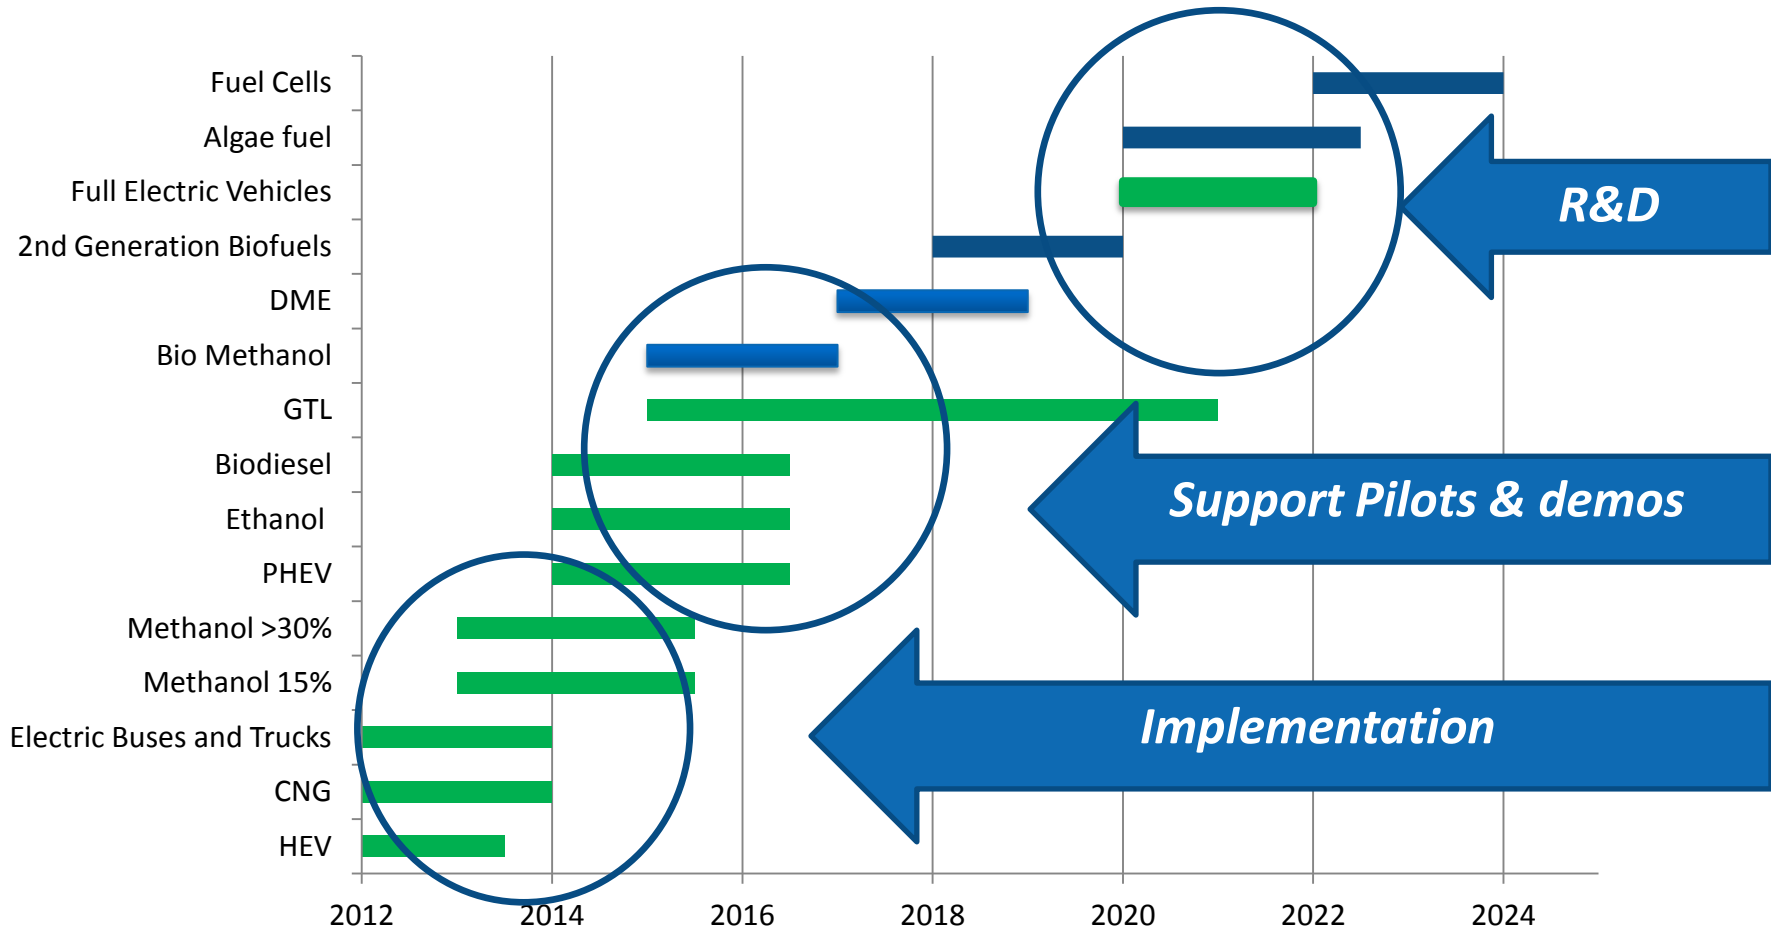 Fuel Cells
Algae fuel
Full Electric Vehicles
R&D
2nd Generation Biofuels
DME
Bio Methanol
GTL
Biodiesel
Support Pilots & demos
Ethanol
PHEV
Methanol >30%
Methanol 15%
Implementation
Electric Buses and Trucks
CNG
HEV
2012 2014 2016 2018 2020 2022 2024